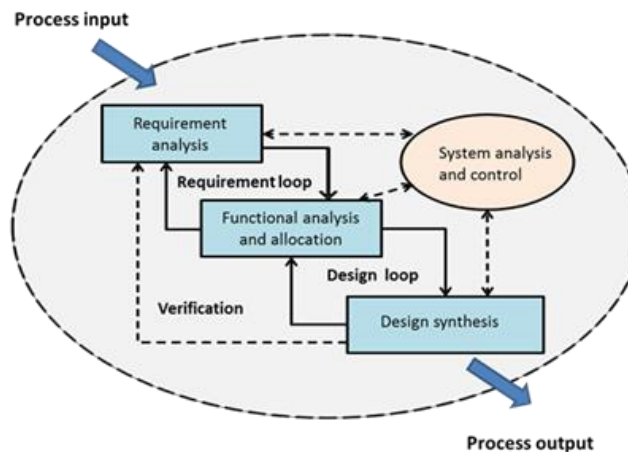 Process input
Requirement
analysis
System analysis
and control
Requirement loop
Functional analysis
and allocation
Design loop
Verification
Design synthesis
Process output